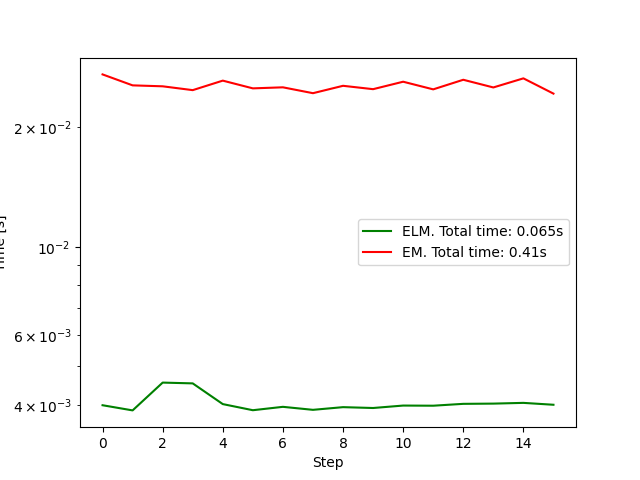 2×10⁻²
10⁻²
6×10⁻³
4×10⁻³
[s]
ELM. Total time: 0.065s
EM. Total time: 0.41s
0 2 4 6 8 10 12 14
Step